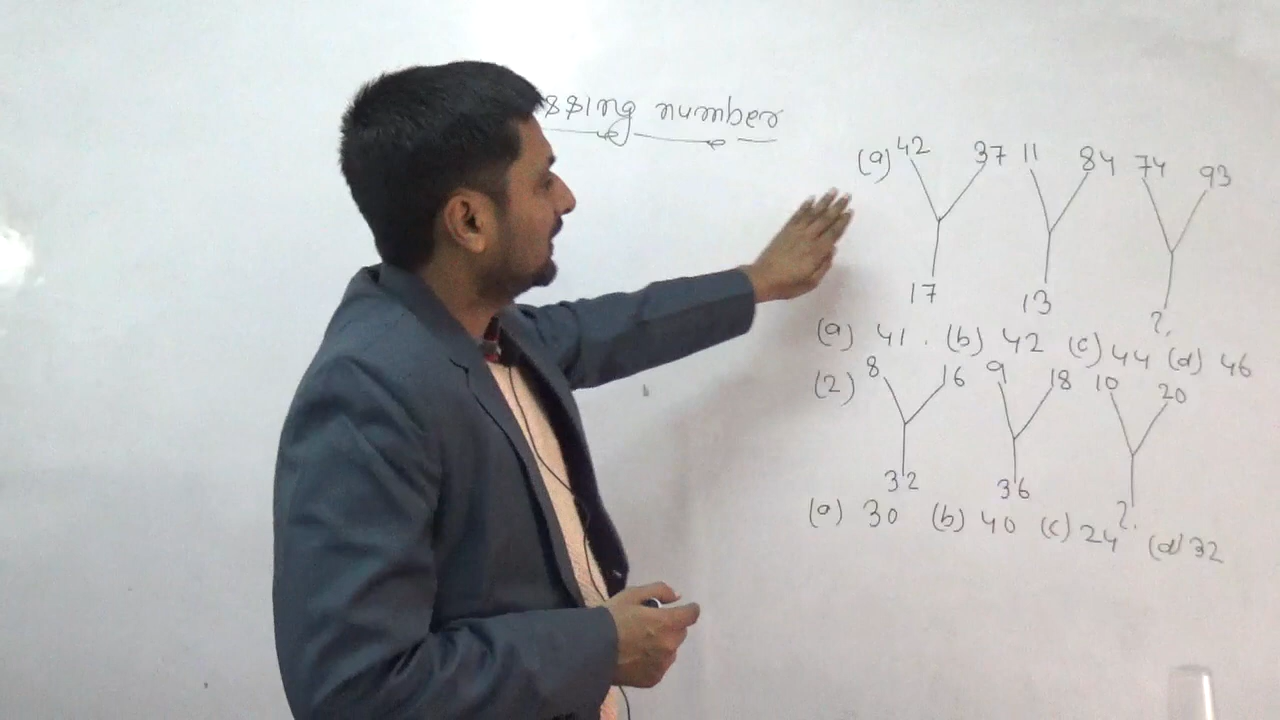 number
(a) 42 37 11 84 74 93
17 13 ?
(a) 41 . (b) 42 (c) 44 (d) 46
(2) 8 16 9 18 10 20
32 36 ?
(a) 30 (b) 40 (c) 24 (d) 32